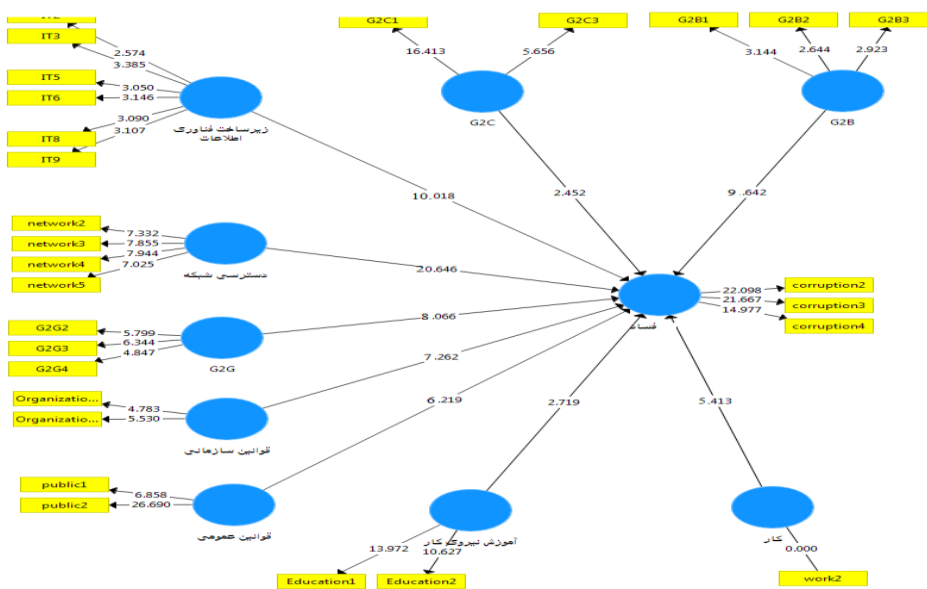 IT3
2.574
3.385
IT5
3.050
IT6
3.146
3.090
IT8
3.107
IT9
زیرساخت فناوری
اطلاعات
G2C1
G2C3
16.413
5.656
G2C
G2B1
G2B2
G2B3
3.144
2.644
2.923
G2B
10.018
2.452
9.642
network2
7.332
network3
7.855
network4
7.944
network5
7.025
دسترسی شبکه
20.646
corruption2
22.098
corruption3
21.667
corruption4
14.977
فساد
G2G2
5.799
G2G3
6.344
G2G4
4.847
G2G
8.066
7.262
Organizatio...
4.783
Organizatio...
5.530
قوانین سازمانی
6.219
2.719
5.413
public1
6.858
public2
26.690
قوانین عمومی
آموزش نیروی کار
13.972
10.627
Education1
Education2
کار
0.000
work2